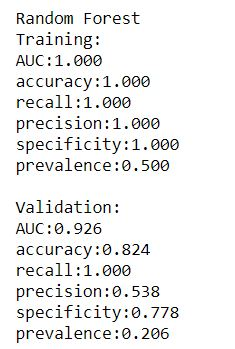 Random Forest
Training:
AUC:1.000
accuracy:1.000
recall:1.000
precision:1.000
specificity:1.000
prevalence:0.500
Validation:
AUC:0.926
accuracy:0.824
recall:1.000
precision:0.538
specificity:0.778
prevalence:0.206